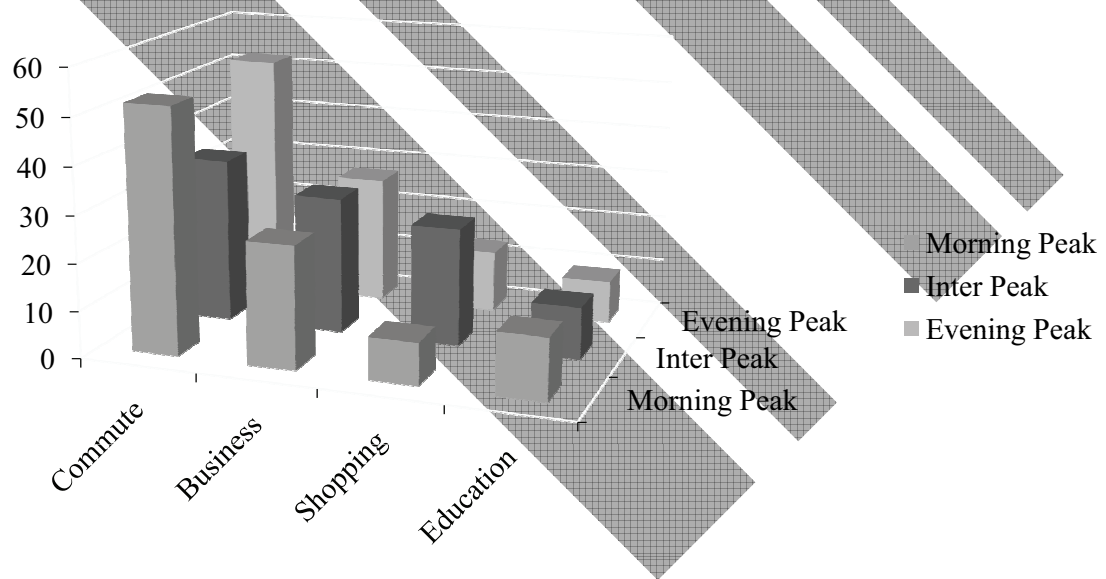 60
50
40
30
20
10
0
Commute
Business
Shopping
Education
Evening Peak
Inter Peak
Morning Peak
Morning Peak
Inter Peak
Evening Peak